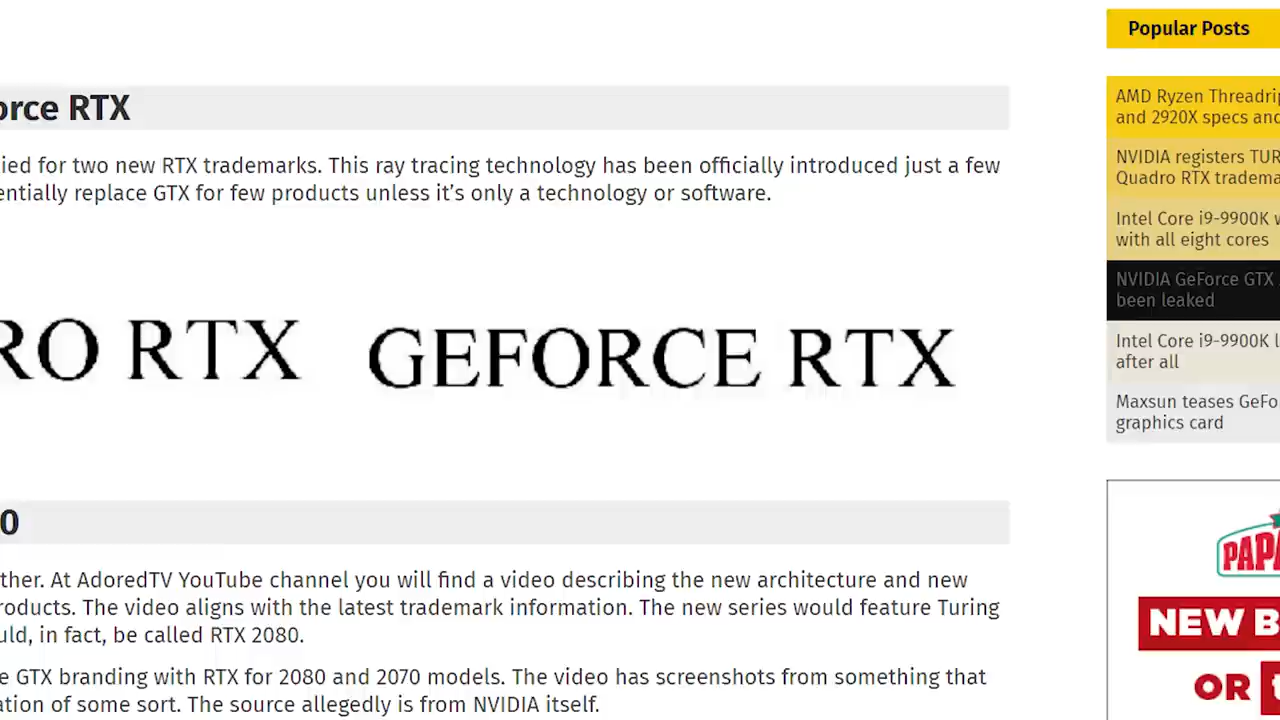 orce RTX
ied for two new RTX trademarks. This ray tracing technology has been officially introduced just a few
entially replace GTX for few products unless it’s only a technology or software.
RO RTX GEFORCE RTX
0
ther. At AdoredTV YouTube channel you will find a video describing the new architecture and new
roducts. The video aligns with the latest trademark information. The new series would feature Turing
uld, in fact, be called RTX 2080.
e GTX branding with RTX for 2080 and 2070 models. The video has screenshots from something that
ation of some sort. The source allegedly is from NVIDIA itself.
Popular Posts
AMD Ryzen Threadrip
and 2920X specs and
NVIDIA registers TUR
Quadro RTX tradema
Intel Core i9-9900K w
with all eight cores
NVIDIA GeForce GTX
been leaked
Intel Core i9-9900K l
after all
Maxsun teases GeFo
graphics card
PAPA
NEW B
OR